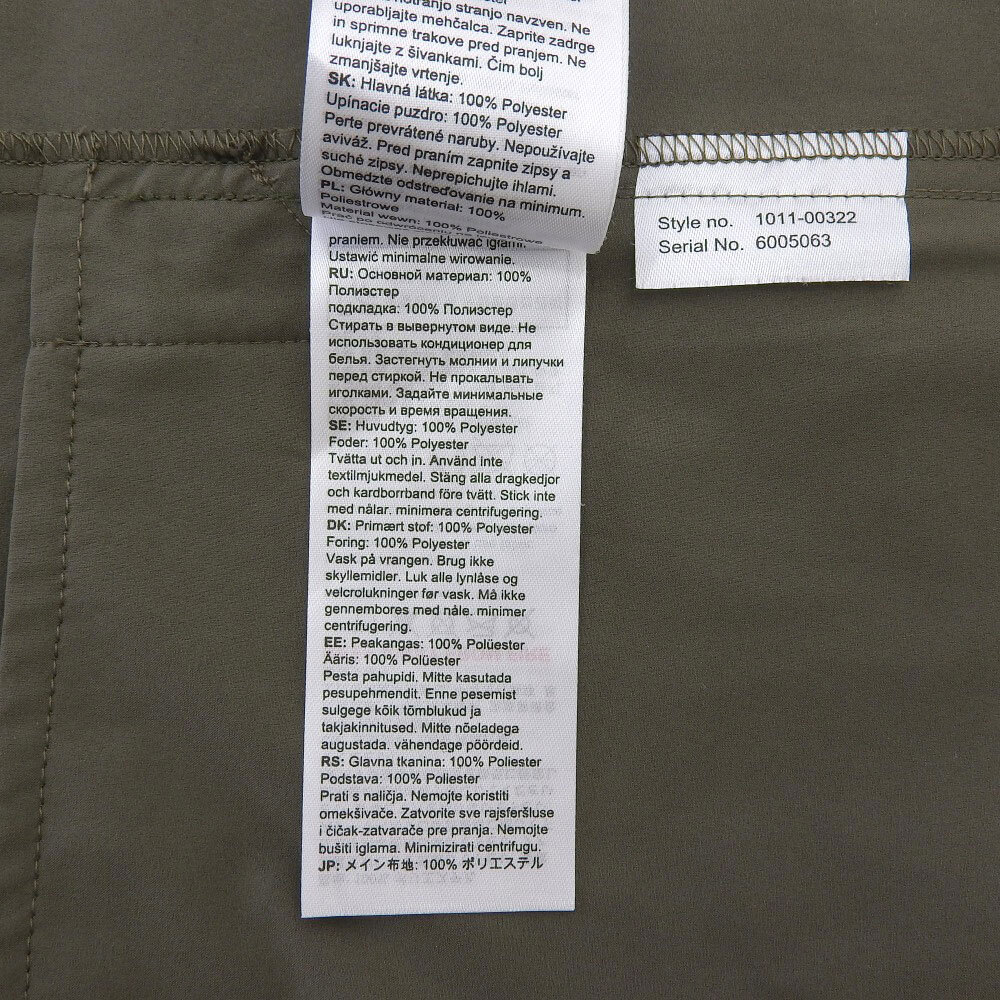 stranjo navzven. Ne
uporabljajte mehčalca. Zaprite zadrge
in sprimne trakove pred pranjem. Ne
luknjajte z šivankami. Čim bolj
zmanjšajte vrtenje.
SK: Hlavná látka: 100% Polyester
Upínacie puzdro: 100% Polyester
Perte prevrátené naruby. Nepoužívajte
aviváž. Pred praním zapnite zipsy a
suché zipsy. Neprepichujte ihlami.
Obmedzte odstreďovanie na minimum.
PL: Główny materiał: 100%
Poliestrowe
Materiał wewn: 100% Poliestrowe
praniem. Nie przekłuwać igłami.
Ustawić minimalne wirowanie.
RU: Основной материал: 100%
Полиэстер
подкладка: 100% Полиэстер
Стирать в вывернутом виде. Не
использовать кондиционер для
белья. Застегнуть молнии и липучки
перед стиркой. Не прокалывать
иголками. Задайте минимальные
скорость и время вращения.
SE: Huvudtyg: 100% Polyester
Foder: 100% Polyester
Tvätta ut och in. Använd inte
textilmjukmedel. Stäng alla dragkedjor
och kardborrband före tvätt. Stick inte
med nålar. minimera centrifugering.
DK: Primært stof: 100% Polyester
Foring: 100% Polyester
Vask på vrangen. Brug ikke
skyllemidler. Luk alle lynlåse og
velcrolukninger før vask. Må ikke
gennembores med nåle. minimer
centrifugering.
EE: Peakangas: 100% Polüester
Ääris: 100% Polüester
Pesta pahupidi. Mitte kasutada
pesupehmendit. Enne pesemist
sulgege kõik tõmblukud ja
takjakinnitused. Mitte nõeladega
augustada. vähendage pöördeid.
RS: Glavna tkanina: 100% Poliester
Podstava: 100% Poliester
Prati s naličja. Nemojte koristiti
omekšivače. Zatvorite sve rajsferšluse
i čičak-zatvarače pre pranja. Nemojte
bušiti iglama. Minimizirati centrifugu.
JP: メイン布地: 100% ポリエステル
Style no. 1011-00322
Serial No. 6005063